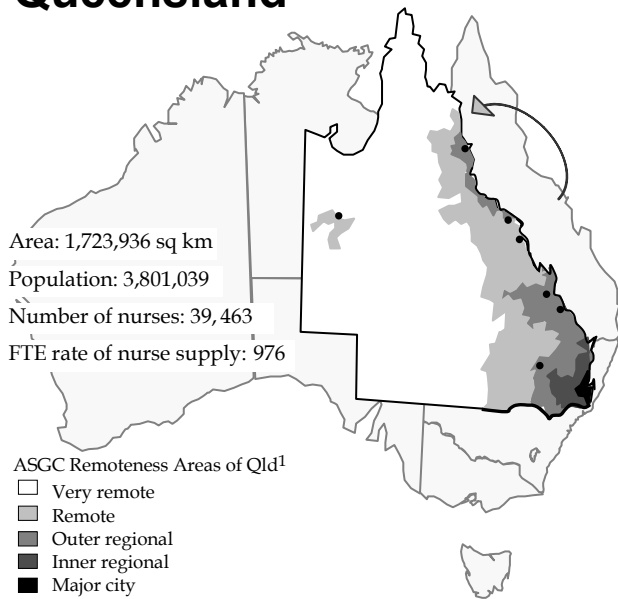 Queensland
Area: 1,723,936 sq km
Population: 3,801,039
Number of nurses: 39,463
FTE rate of nurse supply: 976
ASGC Remoteness Areas of Qld1
Very remote
Remote
Outer regional
Inner regional
Major city